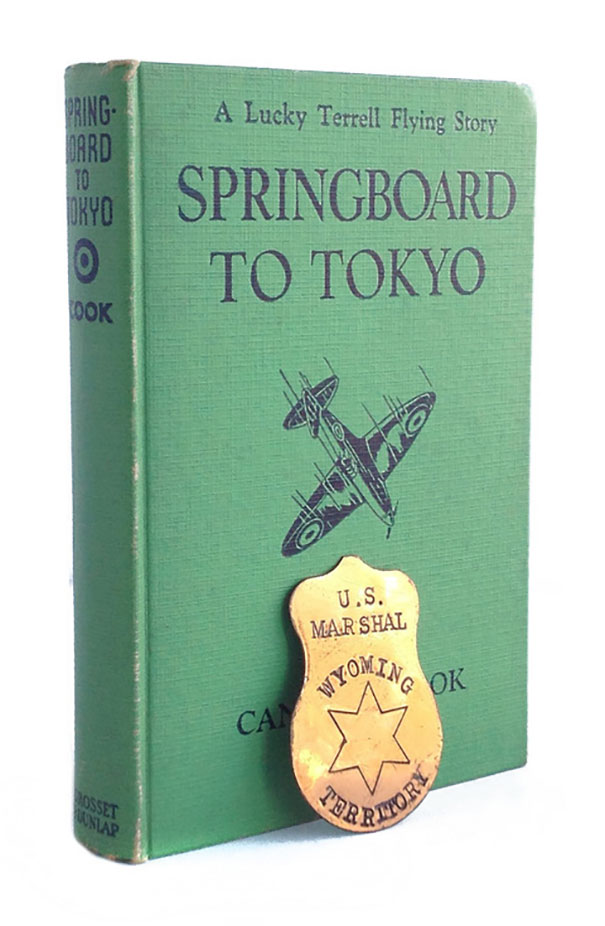 SPRING-
BOARD
TO
TOKYO
COOK
GROSSET
& DUNLAP
A Lucky Terrell Flying Story
SPRINGBOARD
TO TOKYO
U.S.
MARSHAL
WYOMING
TERRITORY